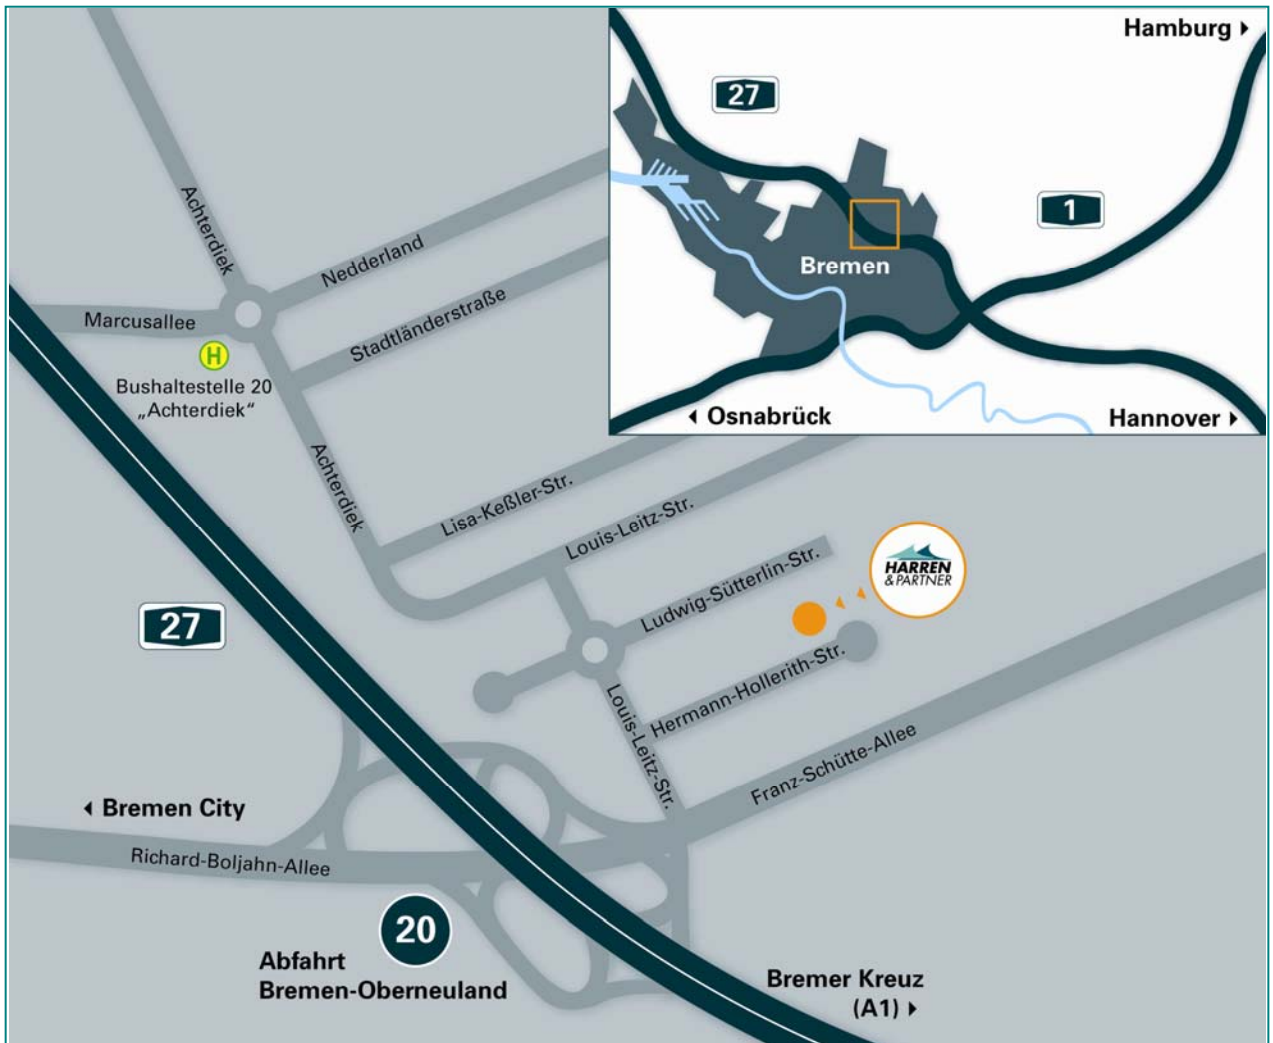 Hamburg
27
1
Bremen
Osnabrück
Hannover
Achterdiek
Nedderland
Marcusallee
Stadtländerstraße
H
Bushaltestelle 20
„Achterdiek“
Achterdiek
Lisa-Keßler-Str.
Louis-Leitz-Str.
Ludwig-Sütterlin-Str.
HARREN
& PARTNER
27
Hermann-Hollerith-Str.
Louis-Leitz-Str.
Franz-Schütte-Allee
Bremen City
Richard-Boljahn-Allee
20
Abfahrt
Bremen-Oberneuland
Bremer Kreuz
(A1)